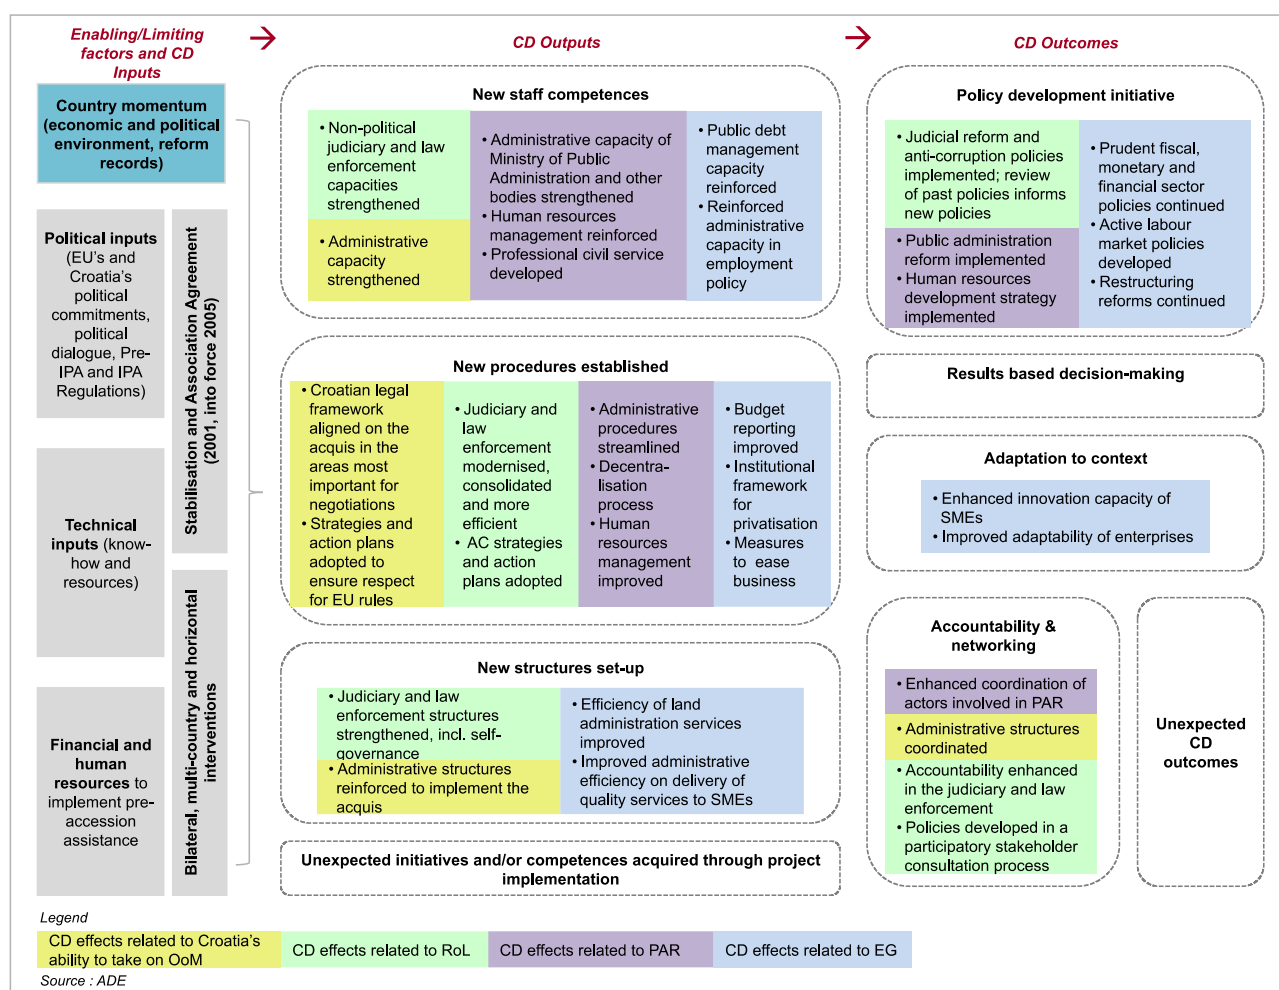 Enabling/Limiting
factors and CD
Inputs
CD Outputs
CD Outcomes
Country momentum
(economic and political
environment, reform
records)
Political inputs
(EU's and
Croatia's
political
commitments,
political
dialogue, Pre-
IPA and IPA
Regulations)
Technical
inputs (know-
how and
resources)
Financial and
human
resources to
implement pre-
accession
assistance
Stabilisation and Association Agreement
(2001, into force 2005)
Bilateral, multi-country and horizontal
interventions
New staff competences
• Non-political
judiciary and law
enforcement
capacities
strengthened
• Administrative
capacity
strengthened
• Administrative capacity of
Ministry of Public
Administration and other
bodies strengthened
• Human resources
management reinforced
• Professional civil service
developed
• Public debt
management
capacity
reinforced
• Reinforced
administrative
capacity in
employment
policy
New procedures established
• Croatian legal
framework
aligned on the
acquis in the
areas most
important for
negotiations
• Strategies and
action plans
adopted to
ensure respect
for EU rules
• Judiciary and
law
enforcement
modernised,
consolidated
and more
efficient
• AC strategies
and action
plans adopted
• Administrative
procedures
streamlined
• Decentra-
lisation
process
• Human
resources
management
improved
• Budget
reporting
improved
• Institutional
framework
for
privatisation
• Measures
to ease
business
New structures set-up
• Judiciary and law
enforcement structures
strengthened, incl. self-
governance
• Administrative structures
reinforced to implement the
acquis
• Efficiency of land
administration services
improved
• Improved administrative
efficiency on delivery of
quality services to SMEs
Unexpected initiatives and/or competences acquired through project
implementation
Policy development initiative
• Judicial reform and
anti-corruption policies
implemented; review
of past policies informs
new policies
• Public administration
reform implemented
• Human resources
development strategy
implemented
• Prudent fiscal,
monetary and
financial sector
policies continued
• Active labour
market policies
developed
• Restructuring
reforms continued
Results based decision-making
Adaptation to context
• Enhanced innovation capacity of
SMEs
• Improved adaptability of enterprises
Accountability &
networking
• Enhanced coordination of
actors involved in PAR
• Administrative structures
coordinated
• Accountability enhanced
in the judiciary and law
enforcement
• Policies developed in a
participatory stakeholder
consultation process
Unexpected
CD
outcomes
Legend
CD effects related to Croatia's
ability to take on OoM
CD effects related to RoL
CD effects related to PAR
CD effects related to EG
Source : ADE